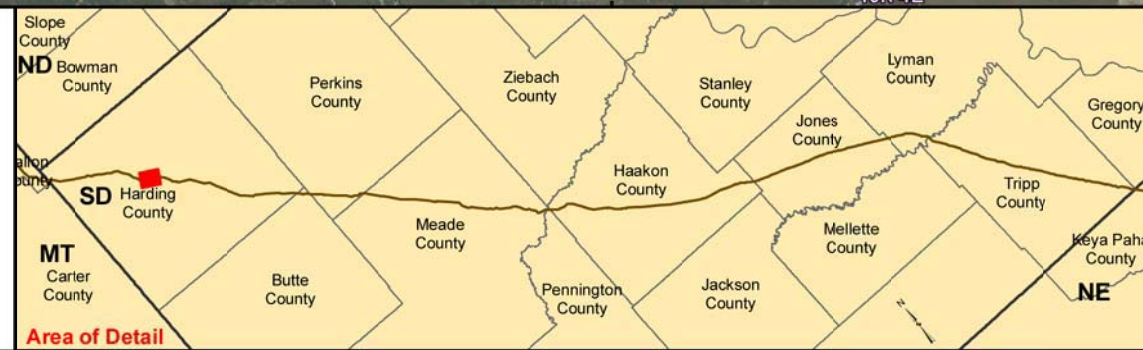 Slope
County
ND
Bowman
County
Perkins
County
Ziebach
County
Stanley
County
Lyman
County
Gregory
County
Jones
County
Haakon
County
SD
Harding
County
Meade
County
Tripp
County
Mellette
County
Keya Paha
County
MT
Carter
County
Butte
County
Pennington
County
Jackson
County
NE
N
Area of Detail